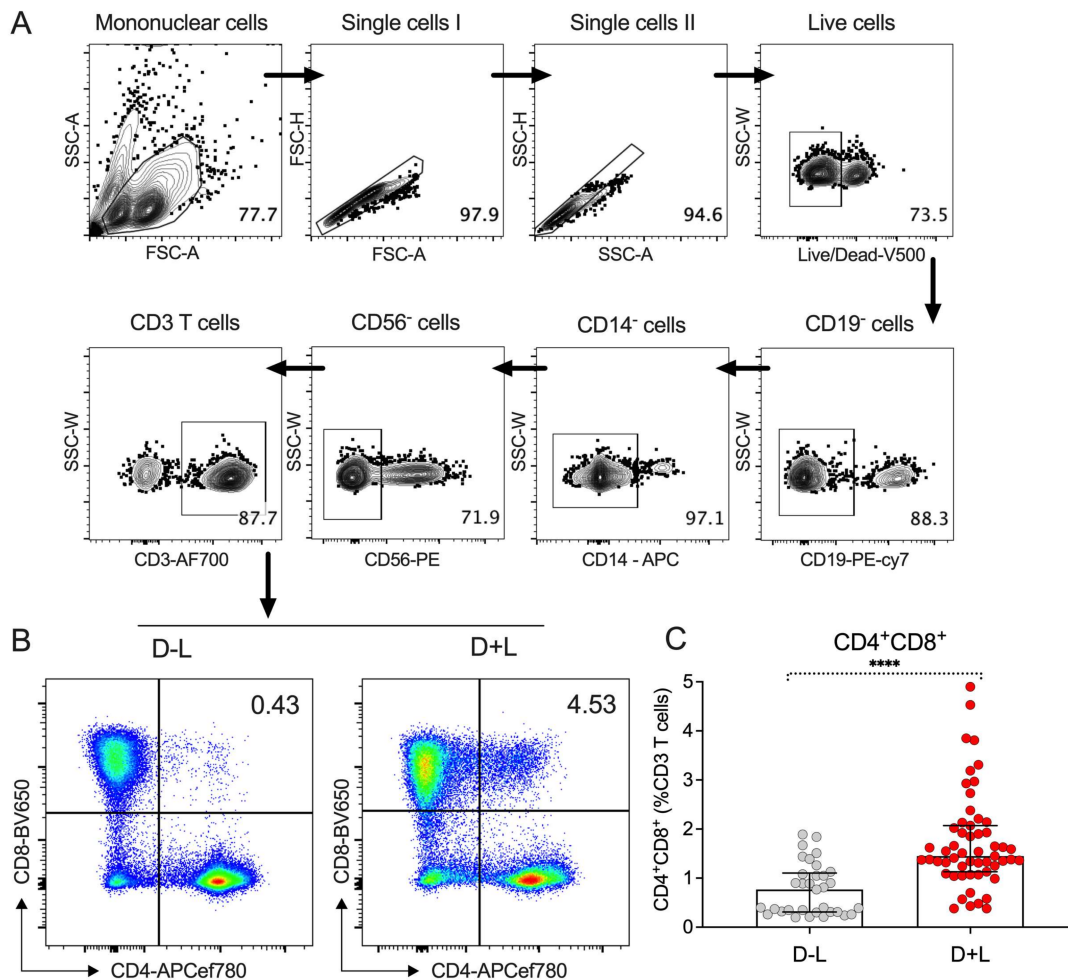 A
Mononuclear cells
Single cells I
Single cells II
Live cells
SSC-A
77.7
FSC-A
FSC-H
97.9
FSC-A
SSC-H
94.6
SSC-A
SSC-W
73.5
Live/Dead-V500
CD3 T cells
CD56⁻ cells
CD14⁻ cells
CD19⁻ cells
SSC-W
87.7
CD3-AF700
SSC-W
71.9
CD56-PE
97.1
CD14 - APC
88.3
CD19-PE-cy7
B
D-L
D+L
0.43
CD8-BV650
CD4-APCef780
4.53
CD8-BV650
CD4-APCef780
C
CD4⁺CD8⁺
****
CD4⁺CD8⁺ (%CD3 T cells)
5
4
3
2
1
0
D-L
D+L